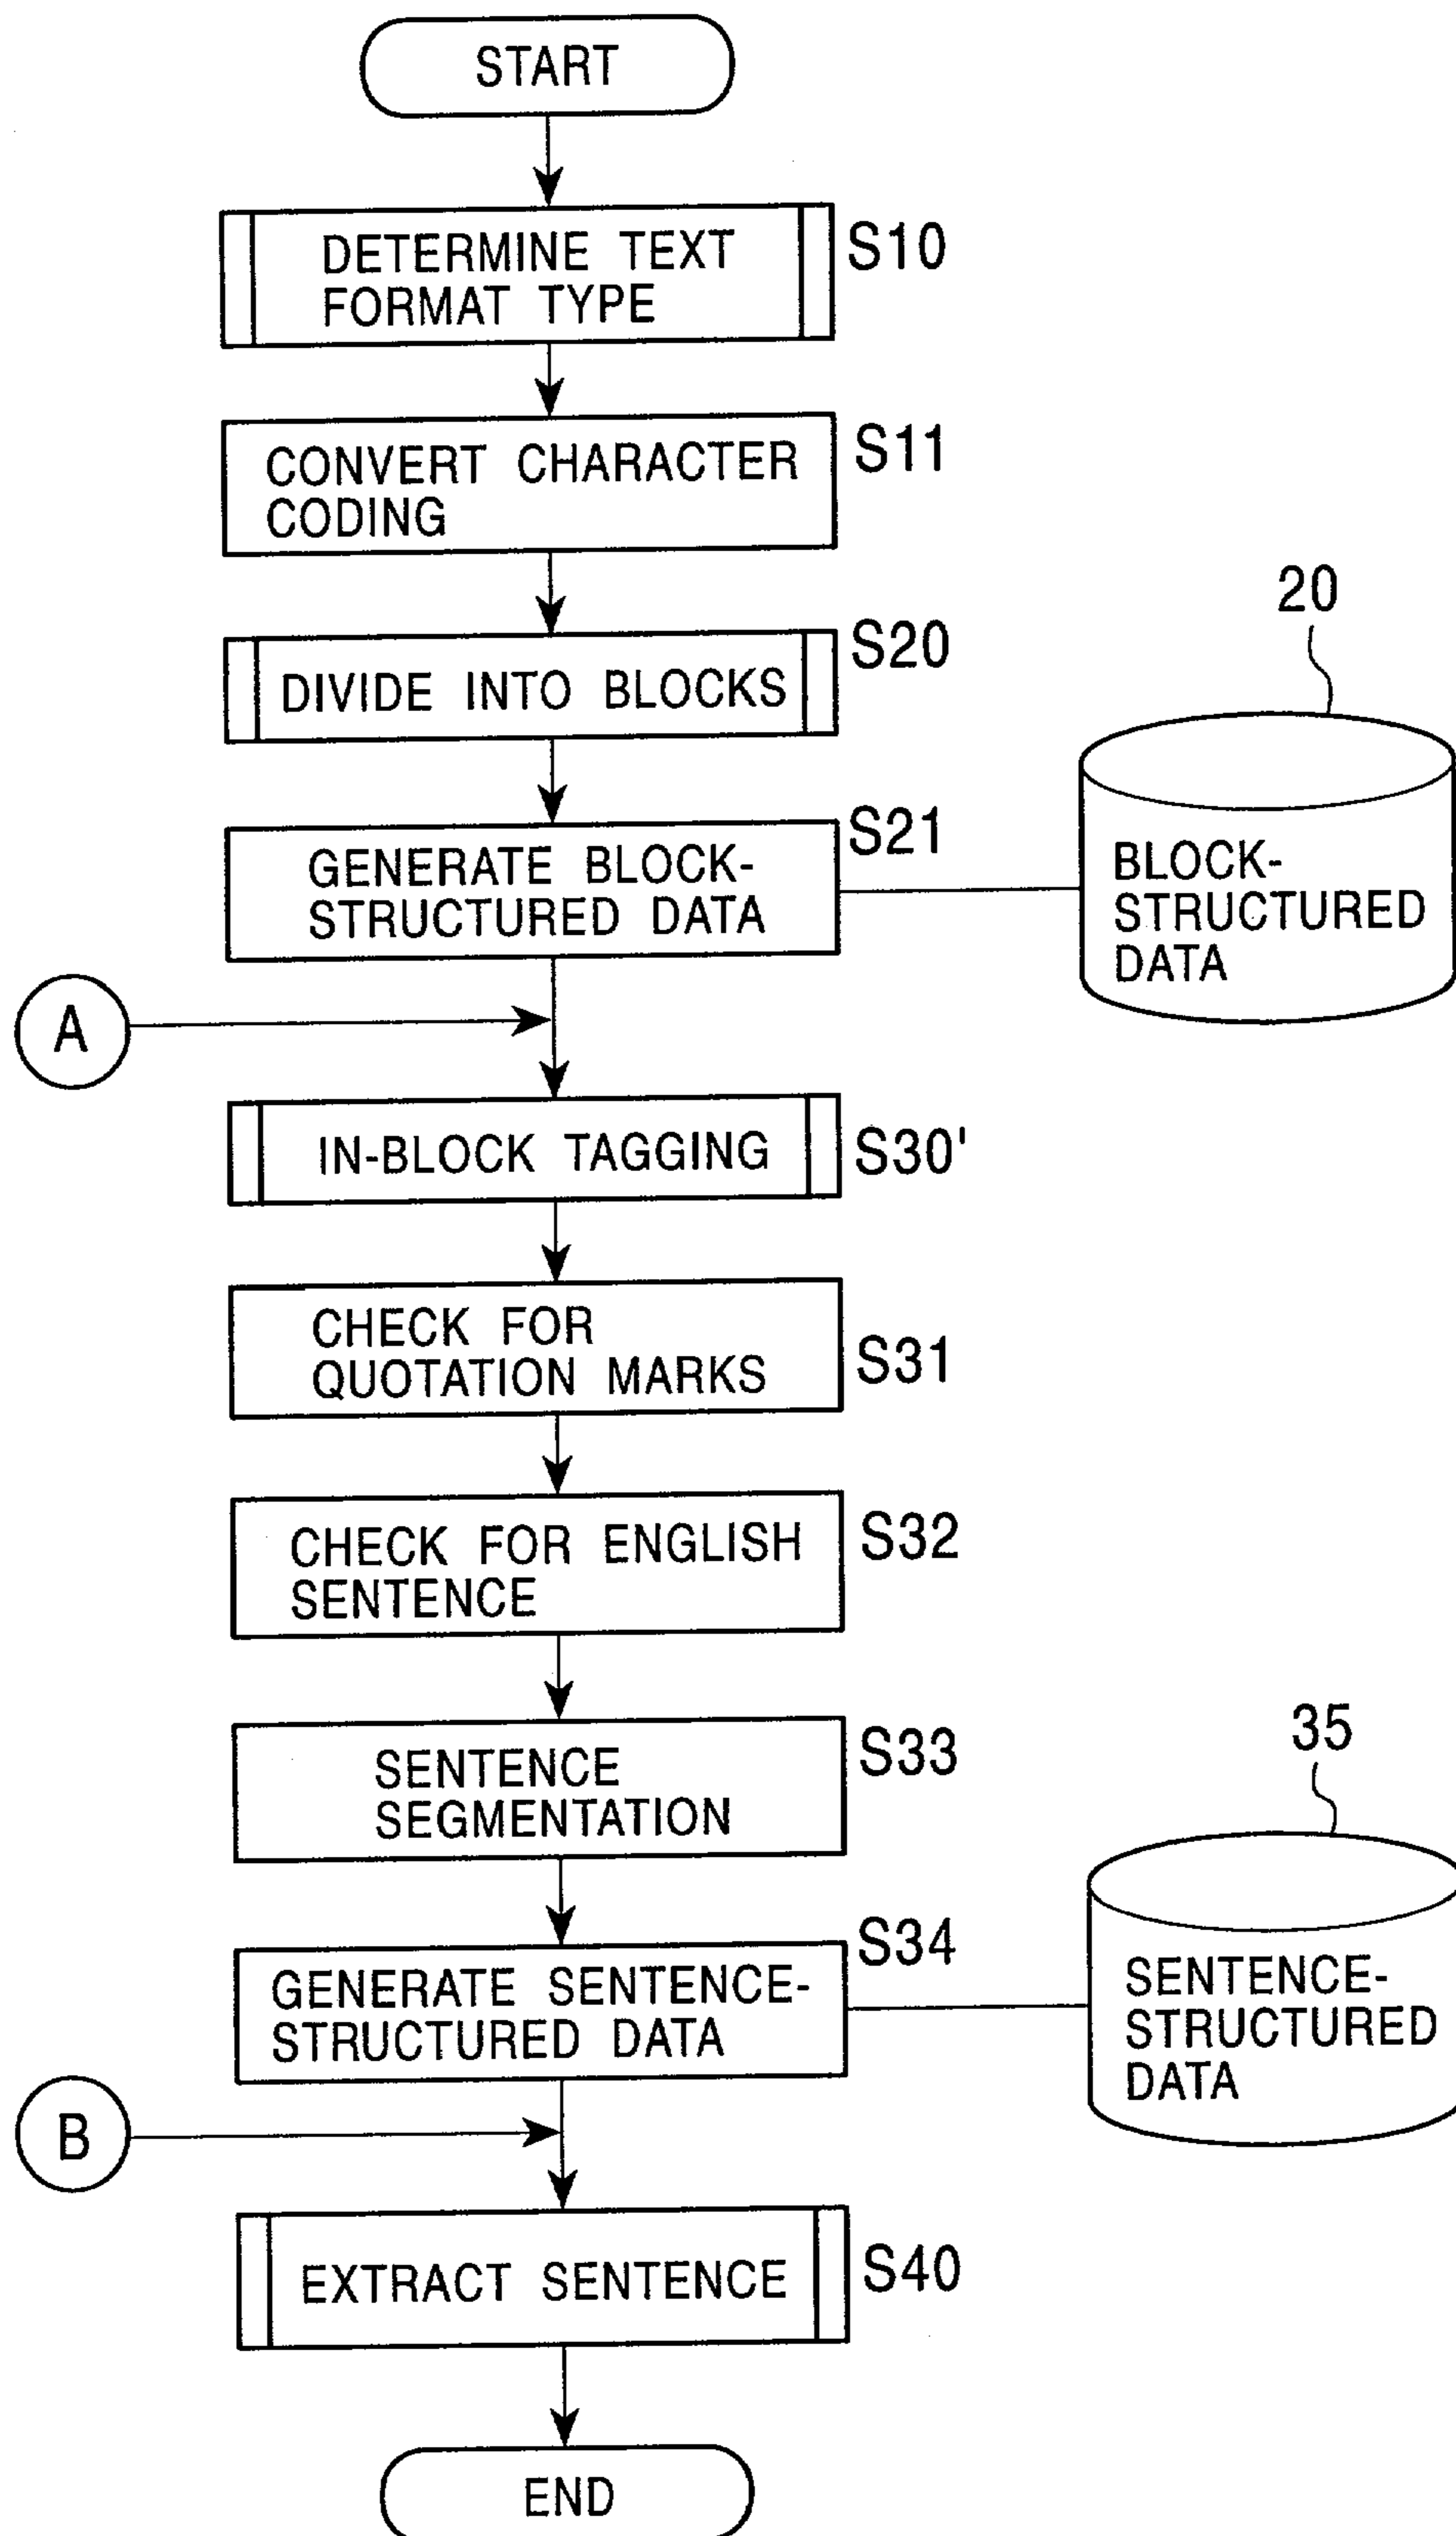 START
DETERMINE TEXT
FORMAT TYPE
S10
CONVERT CHARACTER
CODING
S11
DIVIDE INTO BLOCKS
S20
20
GENERATE BLOCK-
STRUCTURED DATA
S21
BLOCK-
STRUCTURED
DATA
A
IN-BLOCK TAGGING
S30'
CHECK FOR
QUOTATION MARKS
S31
CHECK FOR ENGLISH
SENTENCE
S32
SENTENCE
SEGMENTATION
S33
35
GENERATE SENTENCE-
STRUCTURED DATA
S34
SENTENCE-
STRUCTURED
DATA
B
EXTRACT SENTENCE
S40
END